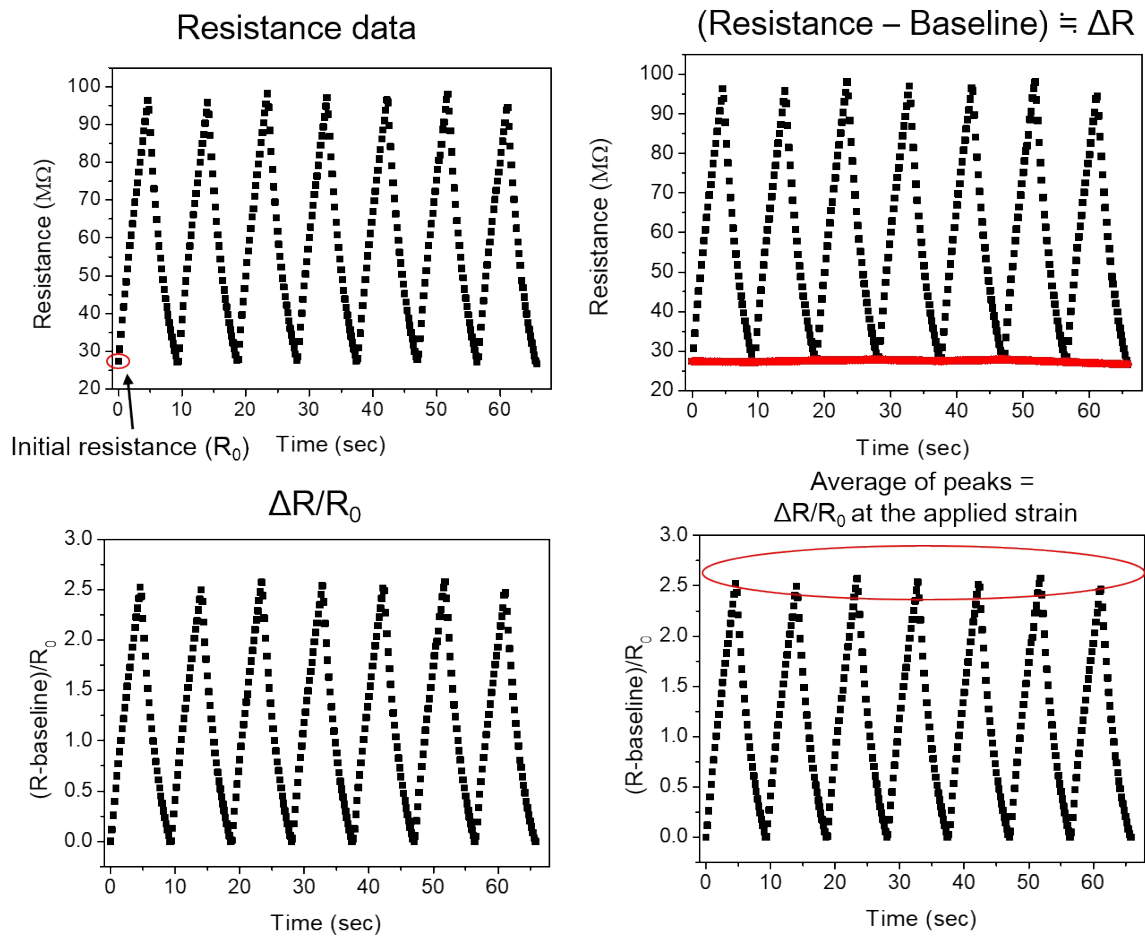 Resistance data
100
90
80
70
60
50
40
30
20
0 10 20 30 40 50 60
Resistance (MΩ)
Time (sec)
Initial resistance (R₀)
(Resistance – Baseline) ≒ ΔR
100
90
80
70
60
50
40
30
20
0 10 20 30 40 50 60
Resistance (MΩ)
Time (sec)
ΔR/R₀
3.0
2.5
2.0
1.5
1.0
0.5
0.0
0 10 20 30 40 50 60
(R-baseline)/R₀
Time (sec)
Average of peaks =
ΔR/R₀ at the applied strain
3.0
2.5
2.0
1.5
1.0
0.5
0.0
0 10 20 30 40 50 60
(R-baseline)/R₀
Time (sec)